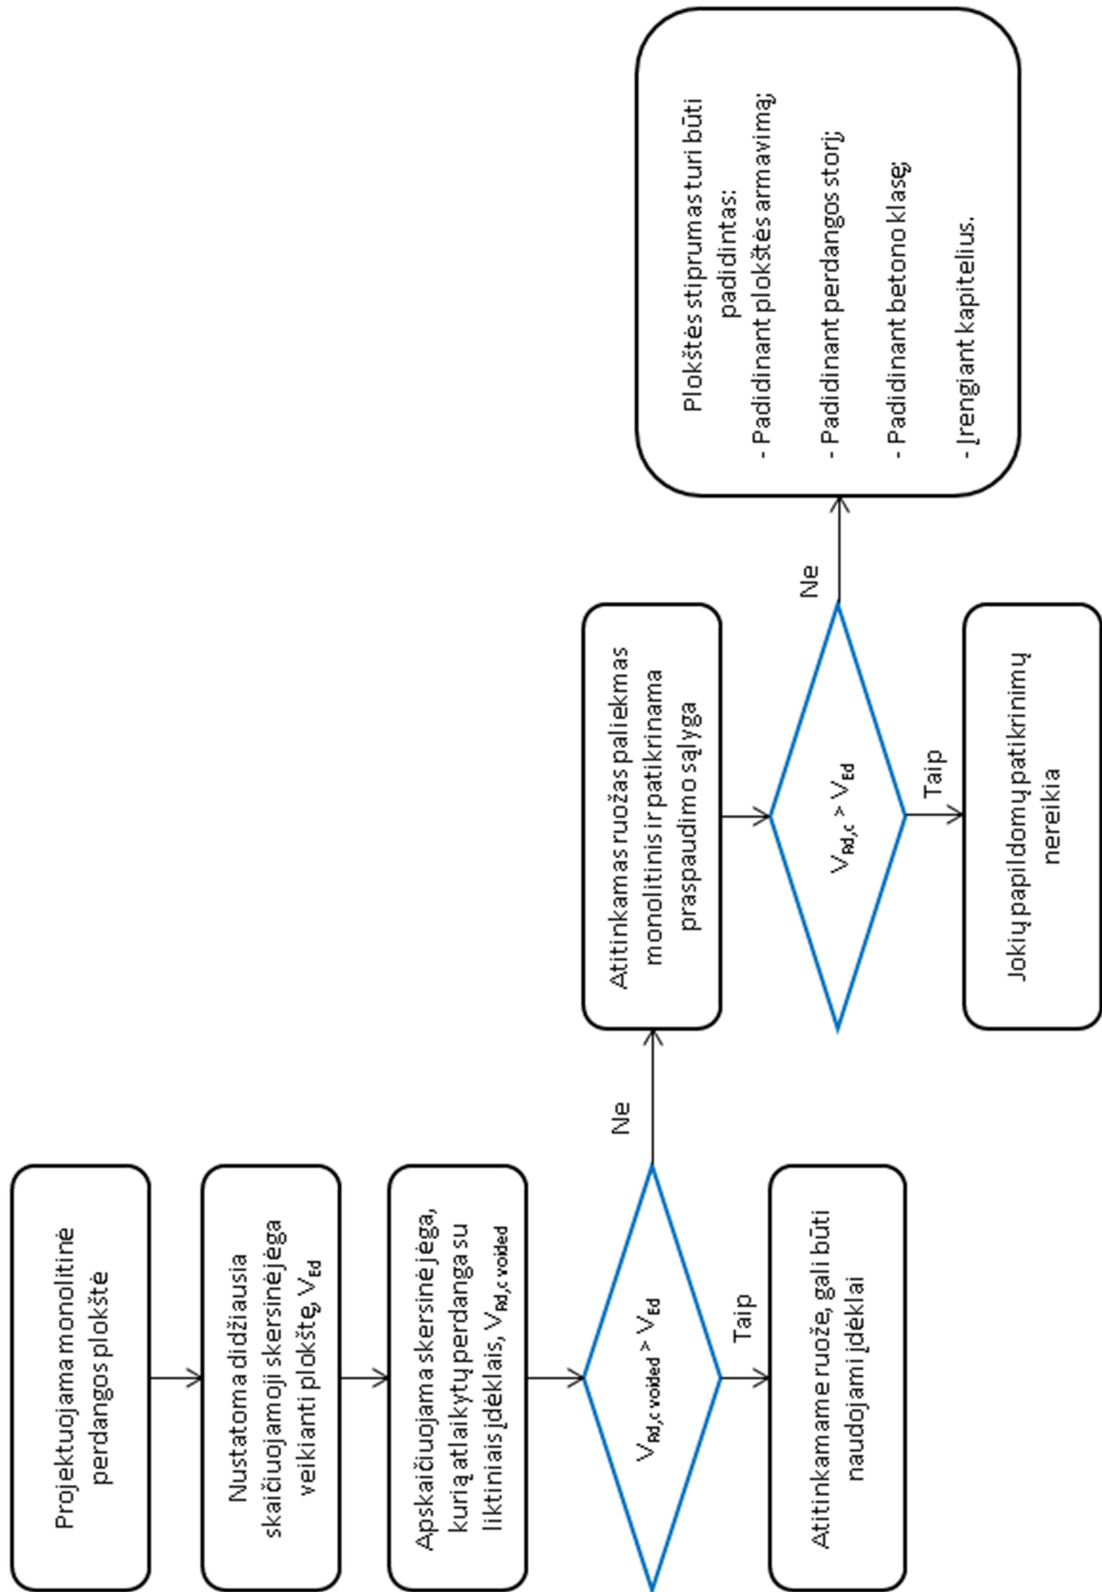 Projektuojama monolitinė
perdangos plokštė
Nustatoma didžiausia
skaičiuojamoji skersinė jėga
veikianti plokštę, V_Ed
Apskaičiuojama skersinė jėga,
kurią atlaikytų perdanga su
liktiniais įdėklais, V_Rd,c voided
V_Rd,c voided > V_Ed
Taip
Ne
Atitinkamame ruože, gali būti
naudojami įdėklai
Atitinkamas ruožas paliekmas
monolitinis ir patikrinama
praspaudimo sąlyga
V_Rd,c > V_Ed
Taip
Ne
Jokių papildomų patikrinimų
nereikia
Plokštės stiprumas turi būti
padidintas:
- Padidinant plokštės armavimą;
- Padidinant perdangos storį;
- Padidinant betono klasę;
- Įrengiant kapitelius.